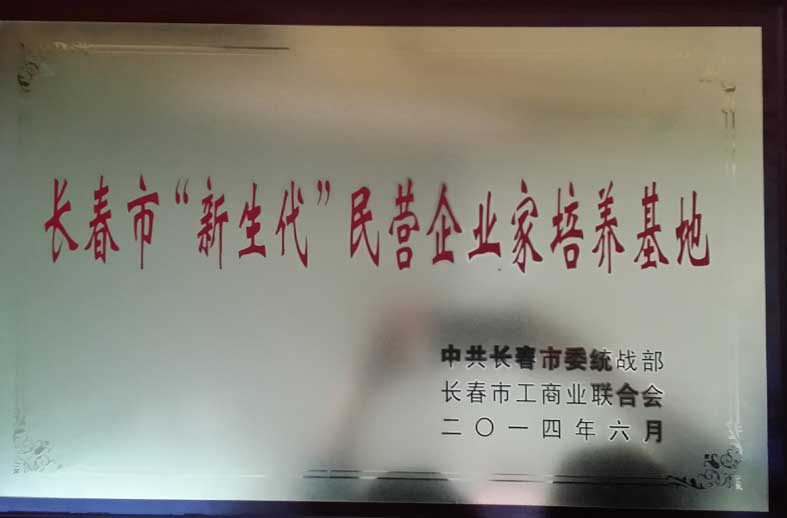 长春市“新生代”民营企业家培养基地
中共长春市委统战部
长春市工商业联合会
二〇一四年六月